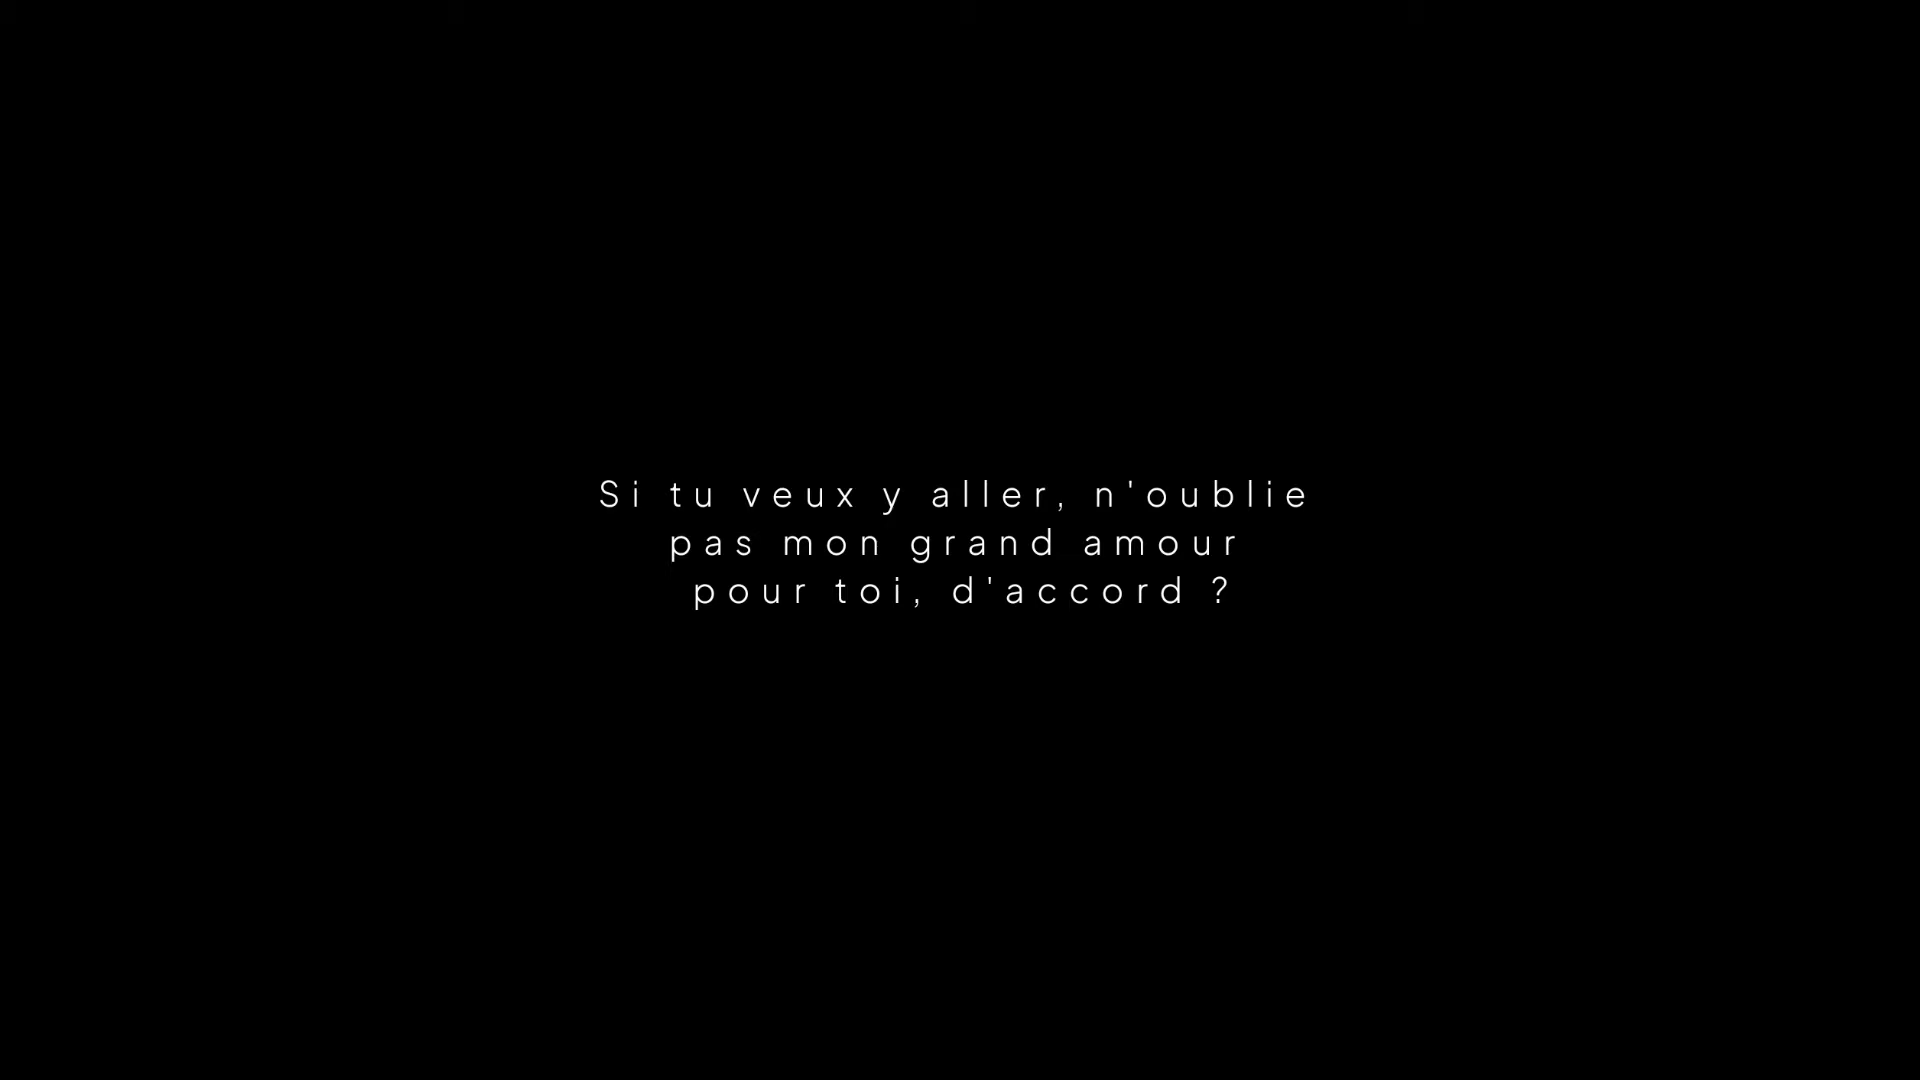 Si tu veux y aller, n'oublie
pas mon grand amour
pour toi, d'accord ?